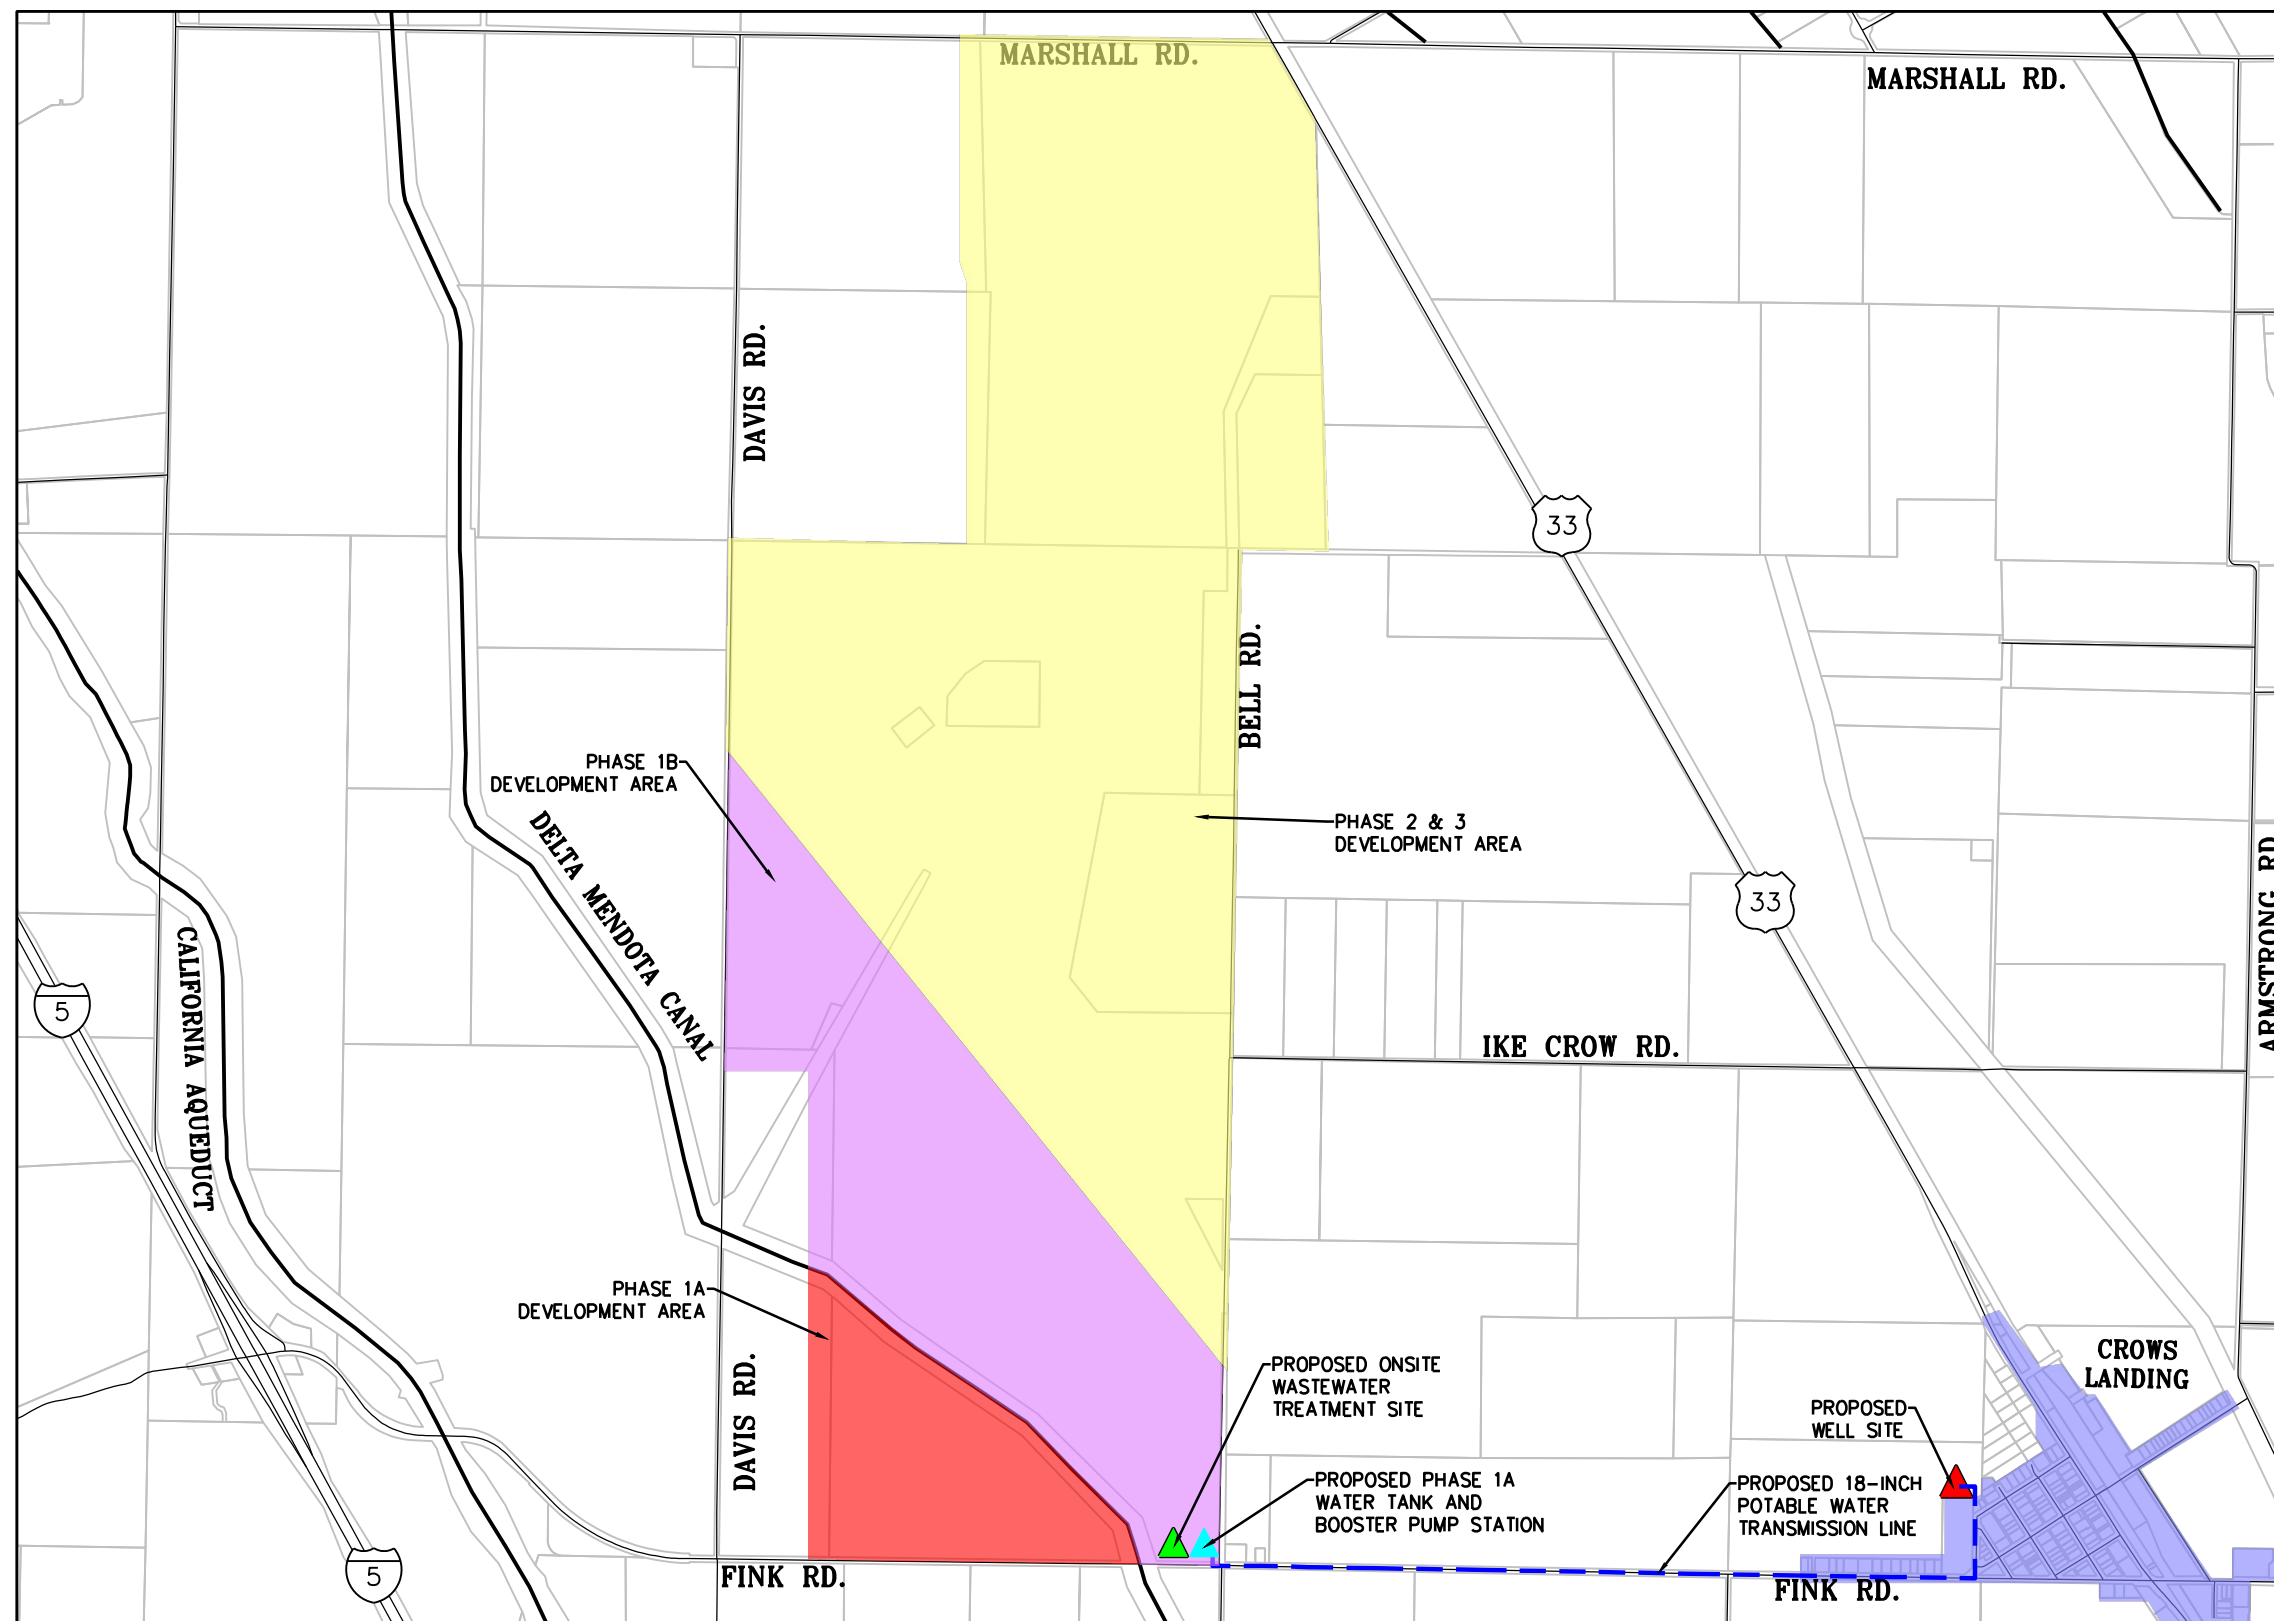 MARSHALL RD.
MARSHALL RD.
DAVIS RD.
33
BELL RD.
PHASE 1B
DEVELOPMENT AREA
DELTA MENDOTA CANAL
PHASE 2 & 3
DEVELOPMENT AREA
33
ARMSTRONG RD
5
CALIFORNIA AQUEDUCT
IKE CROW RD.
PHASE 1A
DEVELOPMENT AREA
DAVIS RD.
PROPOSED ONSITE
WASTEWATER
TREATMENT SITE
CROWS
LANDING
PROPOSED
WELL SITE
PROPOSED PHASE 1A
WATER TANK AND
BOOSTER PUMP STATION
PROPOSED 18-INCH
POTABLE WATER
TRANSMISSION LINE
5
FINK RD.
FINK RD.